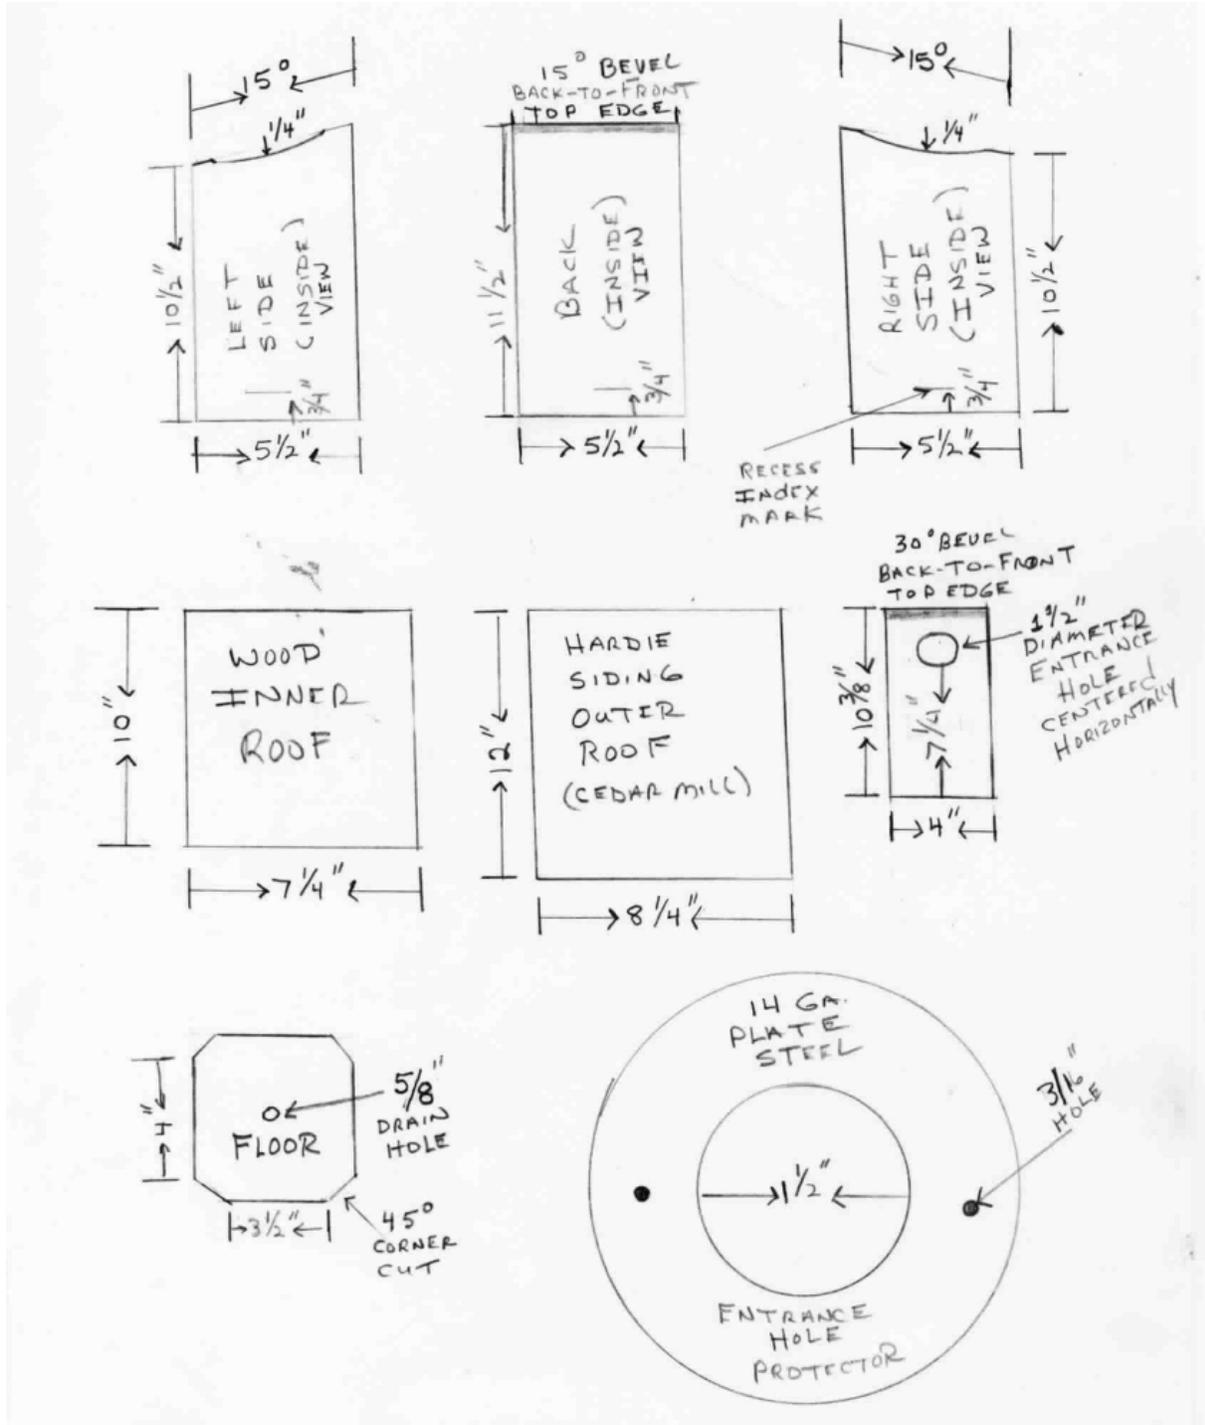 15°
1/4"
10 1/2"
LEFT
SIDE
(INSIDE)
VIEW
3/4"
5 1/2"
15° BEVEL
BACK-TO-FRONT
TOP EDGE
11 1/2"
BACK
(INSIDE)
VIEW
3/4"
5 1/2"
15°
1/4"
RIGHT
SIDE
(INSIDE)
VIEW
10 1/2"
3/4"
5 1/2"
RECESS
INDEX
MARK
10"
WOOD
INNER
ROOF
7 1/4"
12"
HARDIE
SIDING
OUTER
ROOF
(CEDAR MILL)
8 1/4"
30° BEVEL
BACK-TO-FRONT
TOP EDGE
10 3/8"
7 1/4"
4"
1 1/2"
DIAMETER
ENTRANCE
HOLE
CENTERED
HORIZONTALLY
4"
FLOOR
5/8"
DRAIN
HOLE
3 1/2"
45°
CORNER
CUT
14 GA.
PLATE
STEEL
1 1/2"
3/16"
HOLE
ENTRANCE
HOLE
PROTECTOR